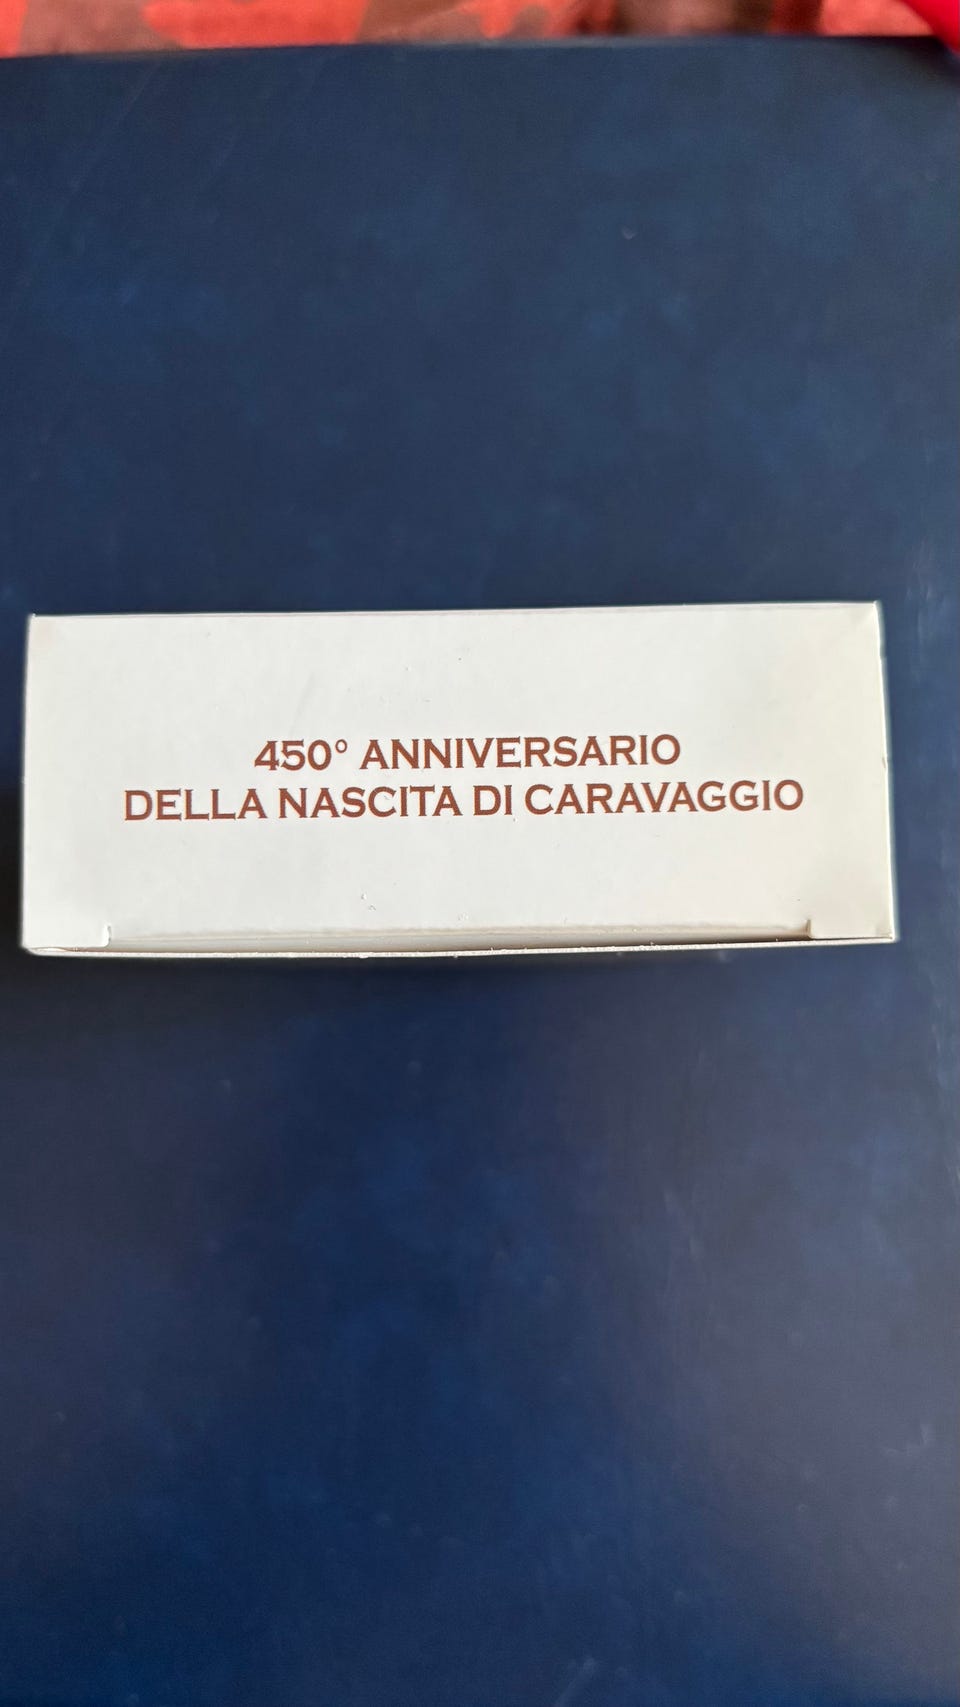 450° ANNIVERSARIO
DELLA NASCITA DI CARAVAGGIO